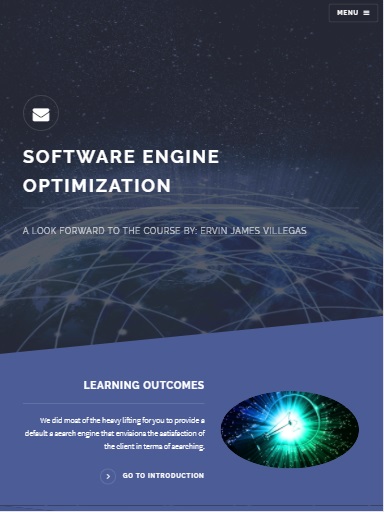 MENU
SOFTWARE ENGINE
OPTIMIZATION
A LOOK FORWARD TO THE COURSE BY: ERVIN JAMES VILLEGAS
LEARNING OUTCOMES
We did most of the heavy lifting for you to provide a
default a search engine that envisions the satisfaction of
the client in terms of searching.
GO TO INTRODUCTION